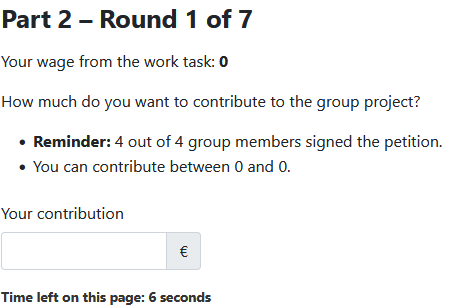 Part 2 – Round 1 of 7
Your wage from the work task: 0
How much do you want to contribute to the group project?
• Reminder: 4 out of 4 group members signed the petition.
• You can contribute between 0 and 0.
Your contribution
€
Time left on this page: 6 seconds